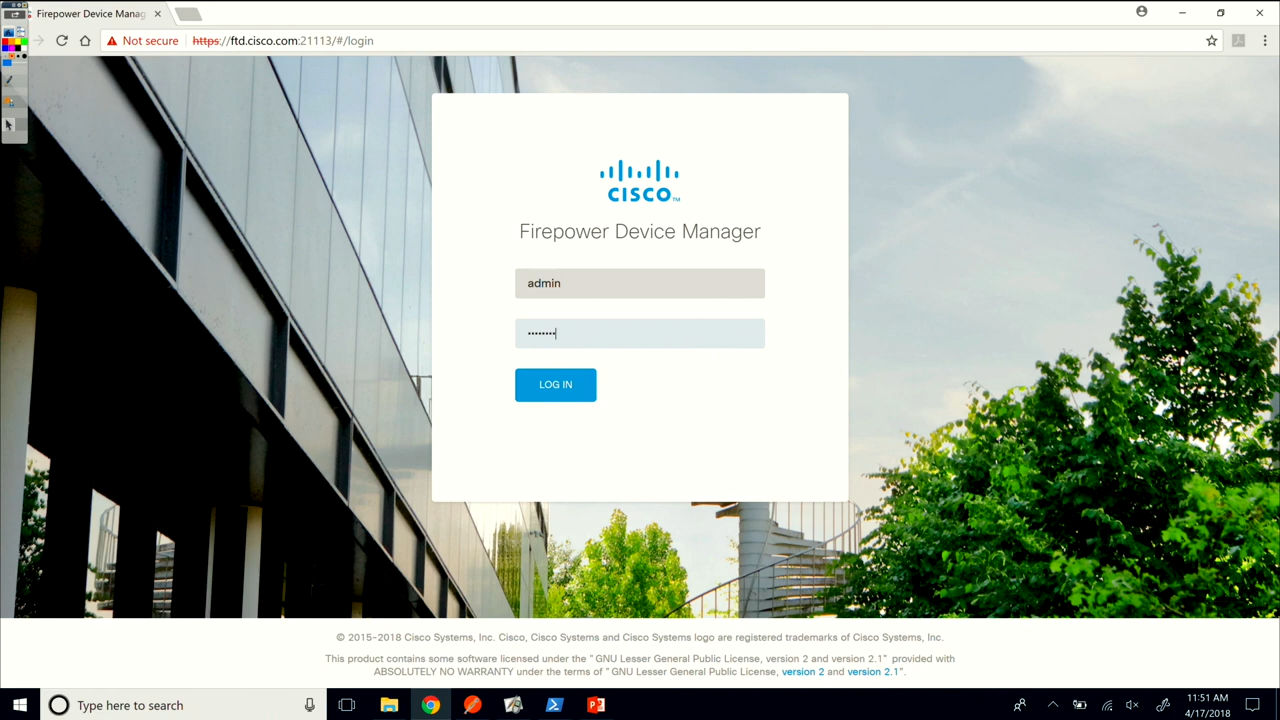 Firepower Device Manag
Not secure
https://ftd.cisco.com:21113/#/login
CISCO™
Firepower Device Manager
admin
••••••••
LOG IN
© 2015-2018 Cisco Systems, Inc. Cisco, Cisco Systems and Cisco Systems logo are registered trademarks of Cisco Systems, Inc.
This product contains some software licensed under the "GNU Lesser General Public License, version 2 and version 2.1" provided with
ABSOLUTELY NO WARRANTY under the terms of "GNU Lesser General Public License, version 2 and version 2.1".
Type here to search
11:51 AM
4/17/2018